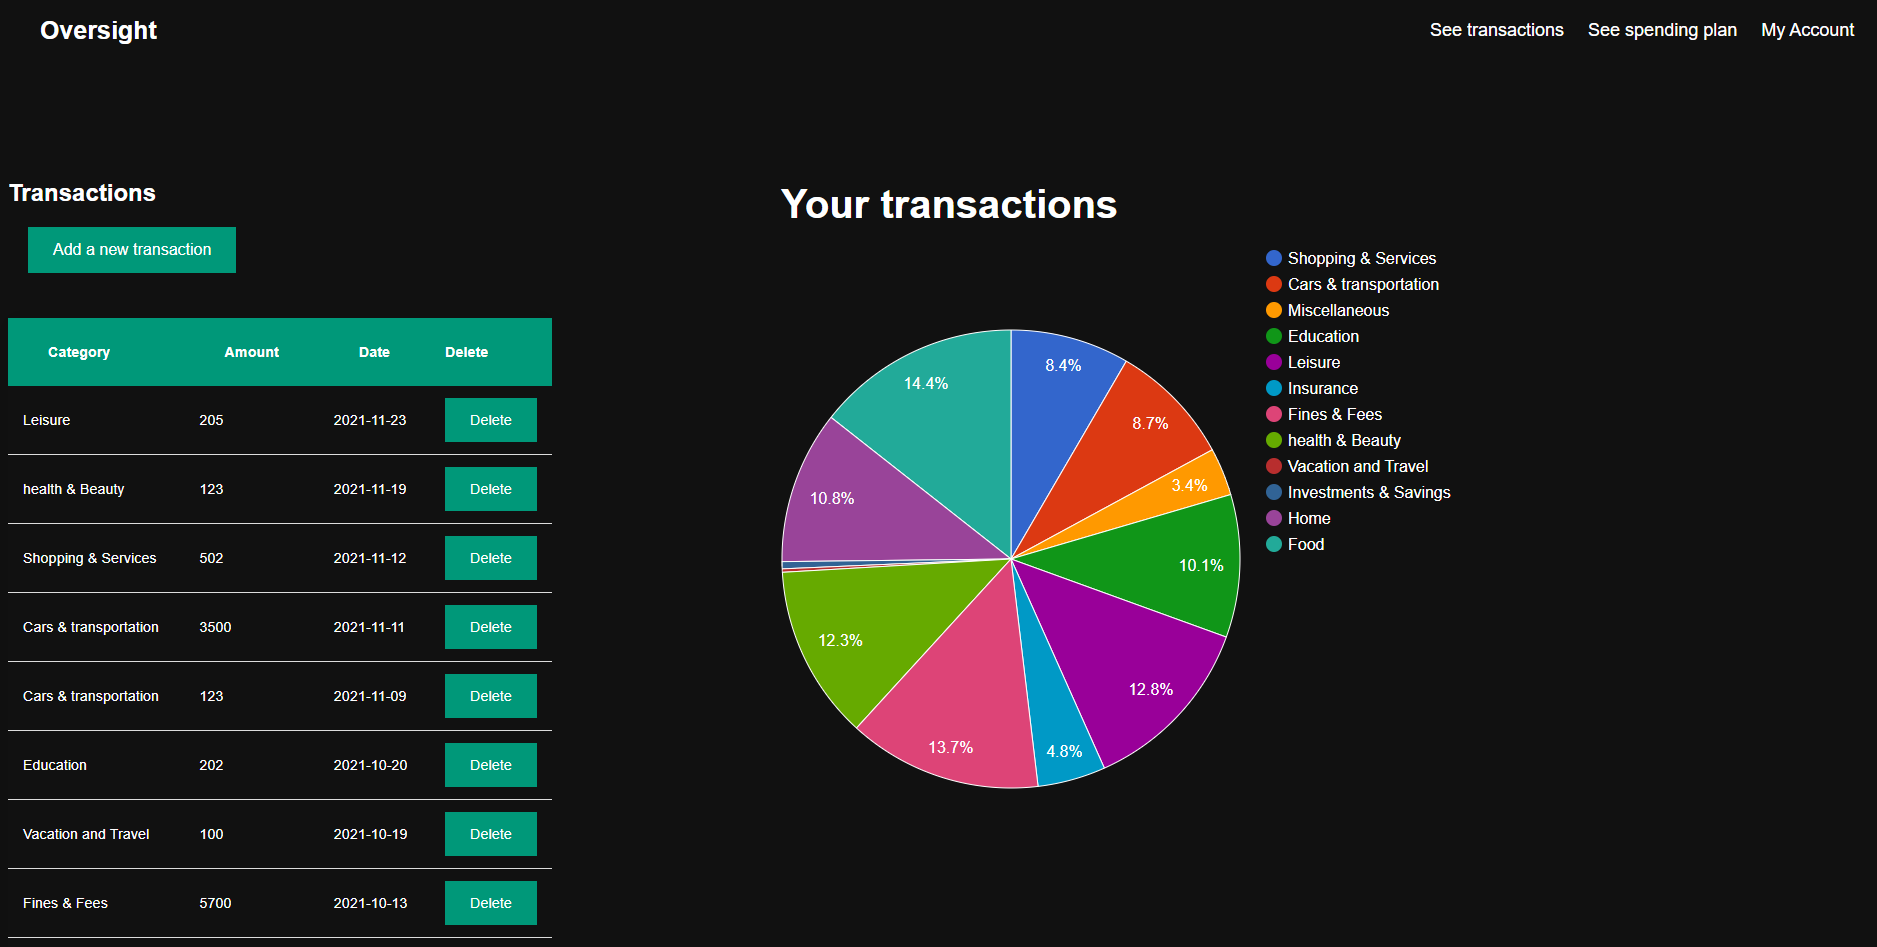 Oversight
See transactions See spending plan My Account
Transactions
Add a new transaction
Category Amount Date Delete
Leisure 205 2021-11-23 Delete
health & Beauty 123 2021-11-19 Delete
Shopping & Services 502 2021-11-12 Delete
Cars & transportation 3500 2021-11-11 Delete
Cars & transportation 123 2021-11-09 Delete
Education 202 2021-10-20 Delete
Vacation and Travel 100 2021-10-19 Delete
Fines & Fees 5700 2021-10-13 Delete
Your transactions
8.4%
8.7%
3.4%
10.1%
12.8%
4.8%
13.7%
12.3%
10.8%
14.4%
Shopping & Services
Cars & transportation
Miscellaneous
Education
Leisure
Insurance
Fines & Fees
health & Beauty
Vacation and Travel
Investments & Savings
Home
Food